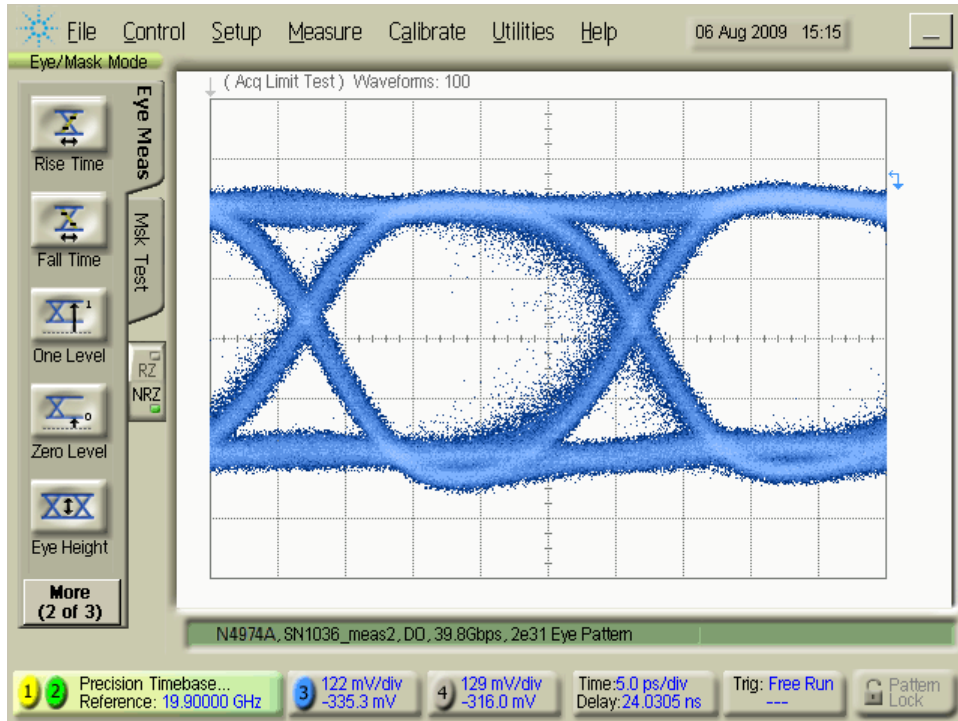 File Control Setup Measure Calibrate Utilities Help 06 Aug 2009 15:15
Eye/Mask Mode
( Acq Limit Test ) Waveforms: 100
Eye Meas
Rise Time
Msk Test
Fall Time
One Level
RZ
NRZ
Zero Level
Eye Height
More
(2 of 3)
N4974A, SN1036_meas2, DO, 39.8Gbps, 2e31 Eye Pattern
1 2 Precision Timebase...
Reference: 19.90000 GHz
3 122 mV/div
-335.3 mV
4 129 mV/div
-316.0 mV
Time:5.0 ps/div
Delay:24.0305 ns
Trig: Free Run
---
Pattern
Lock